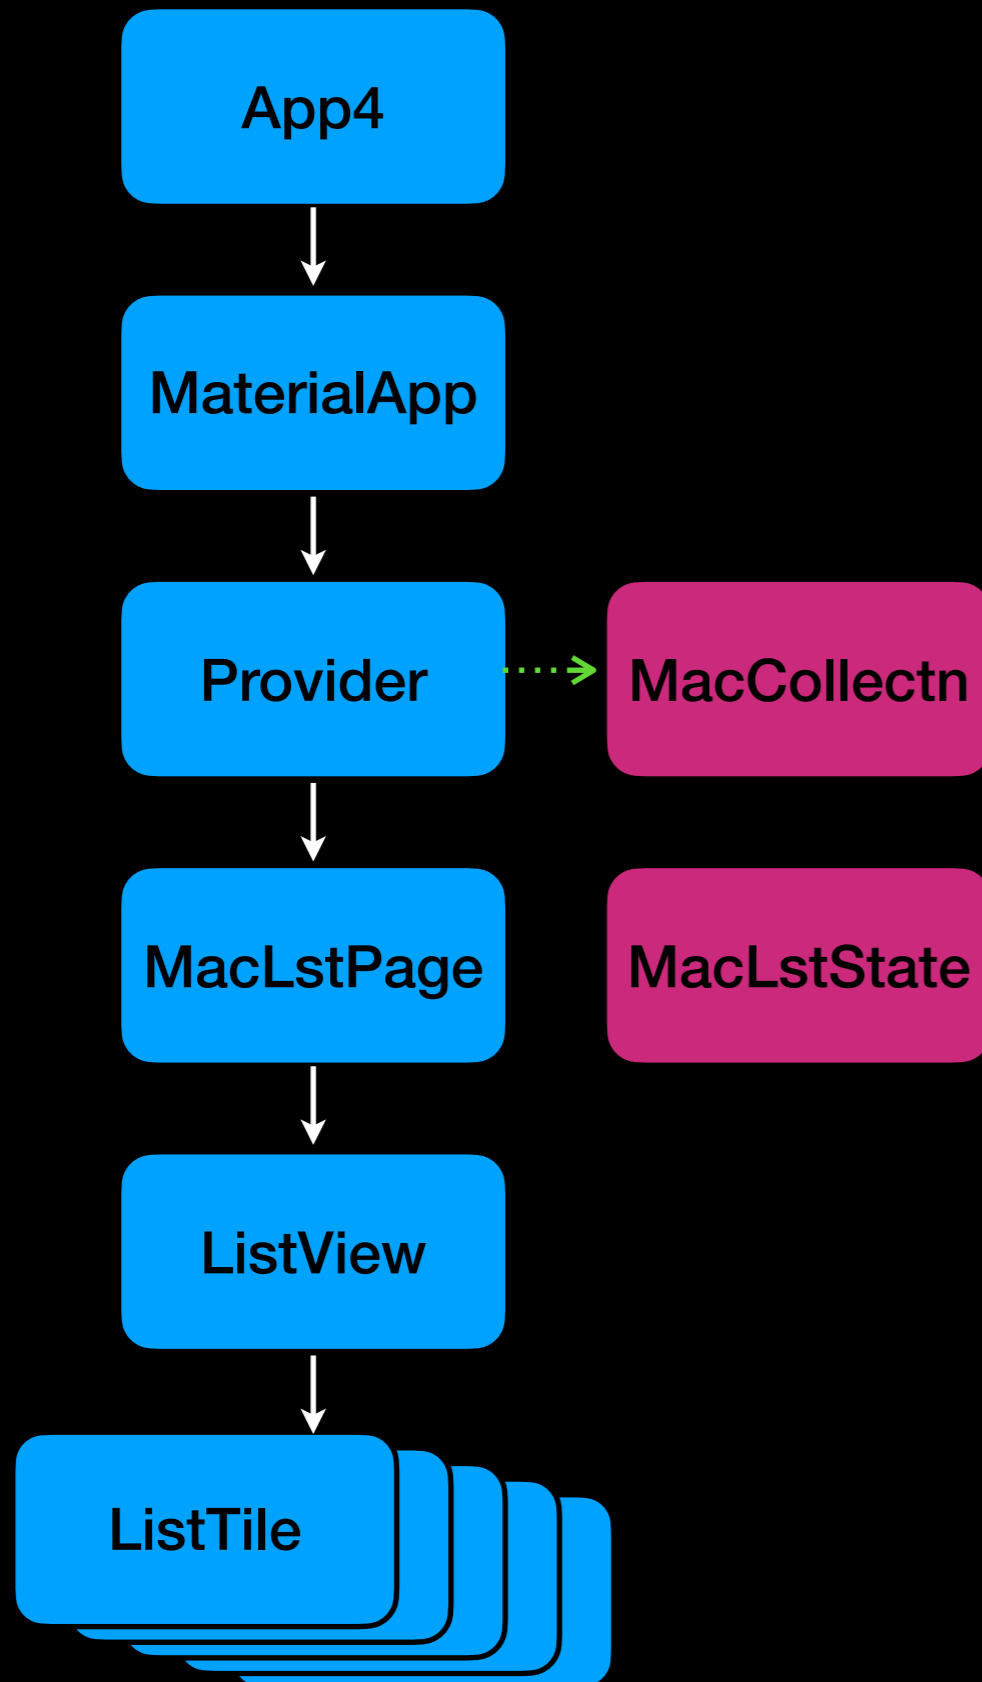 App4
MaterialApp
Provider
MacCollectn
MacLstPage
MacLstState
ListView
ListTile